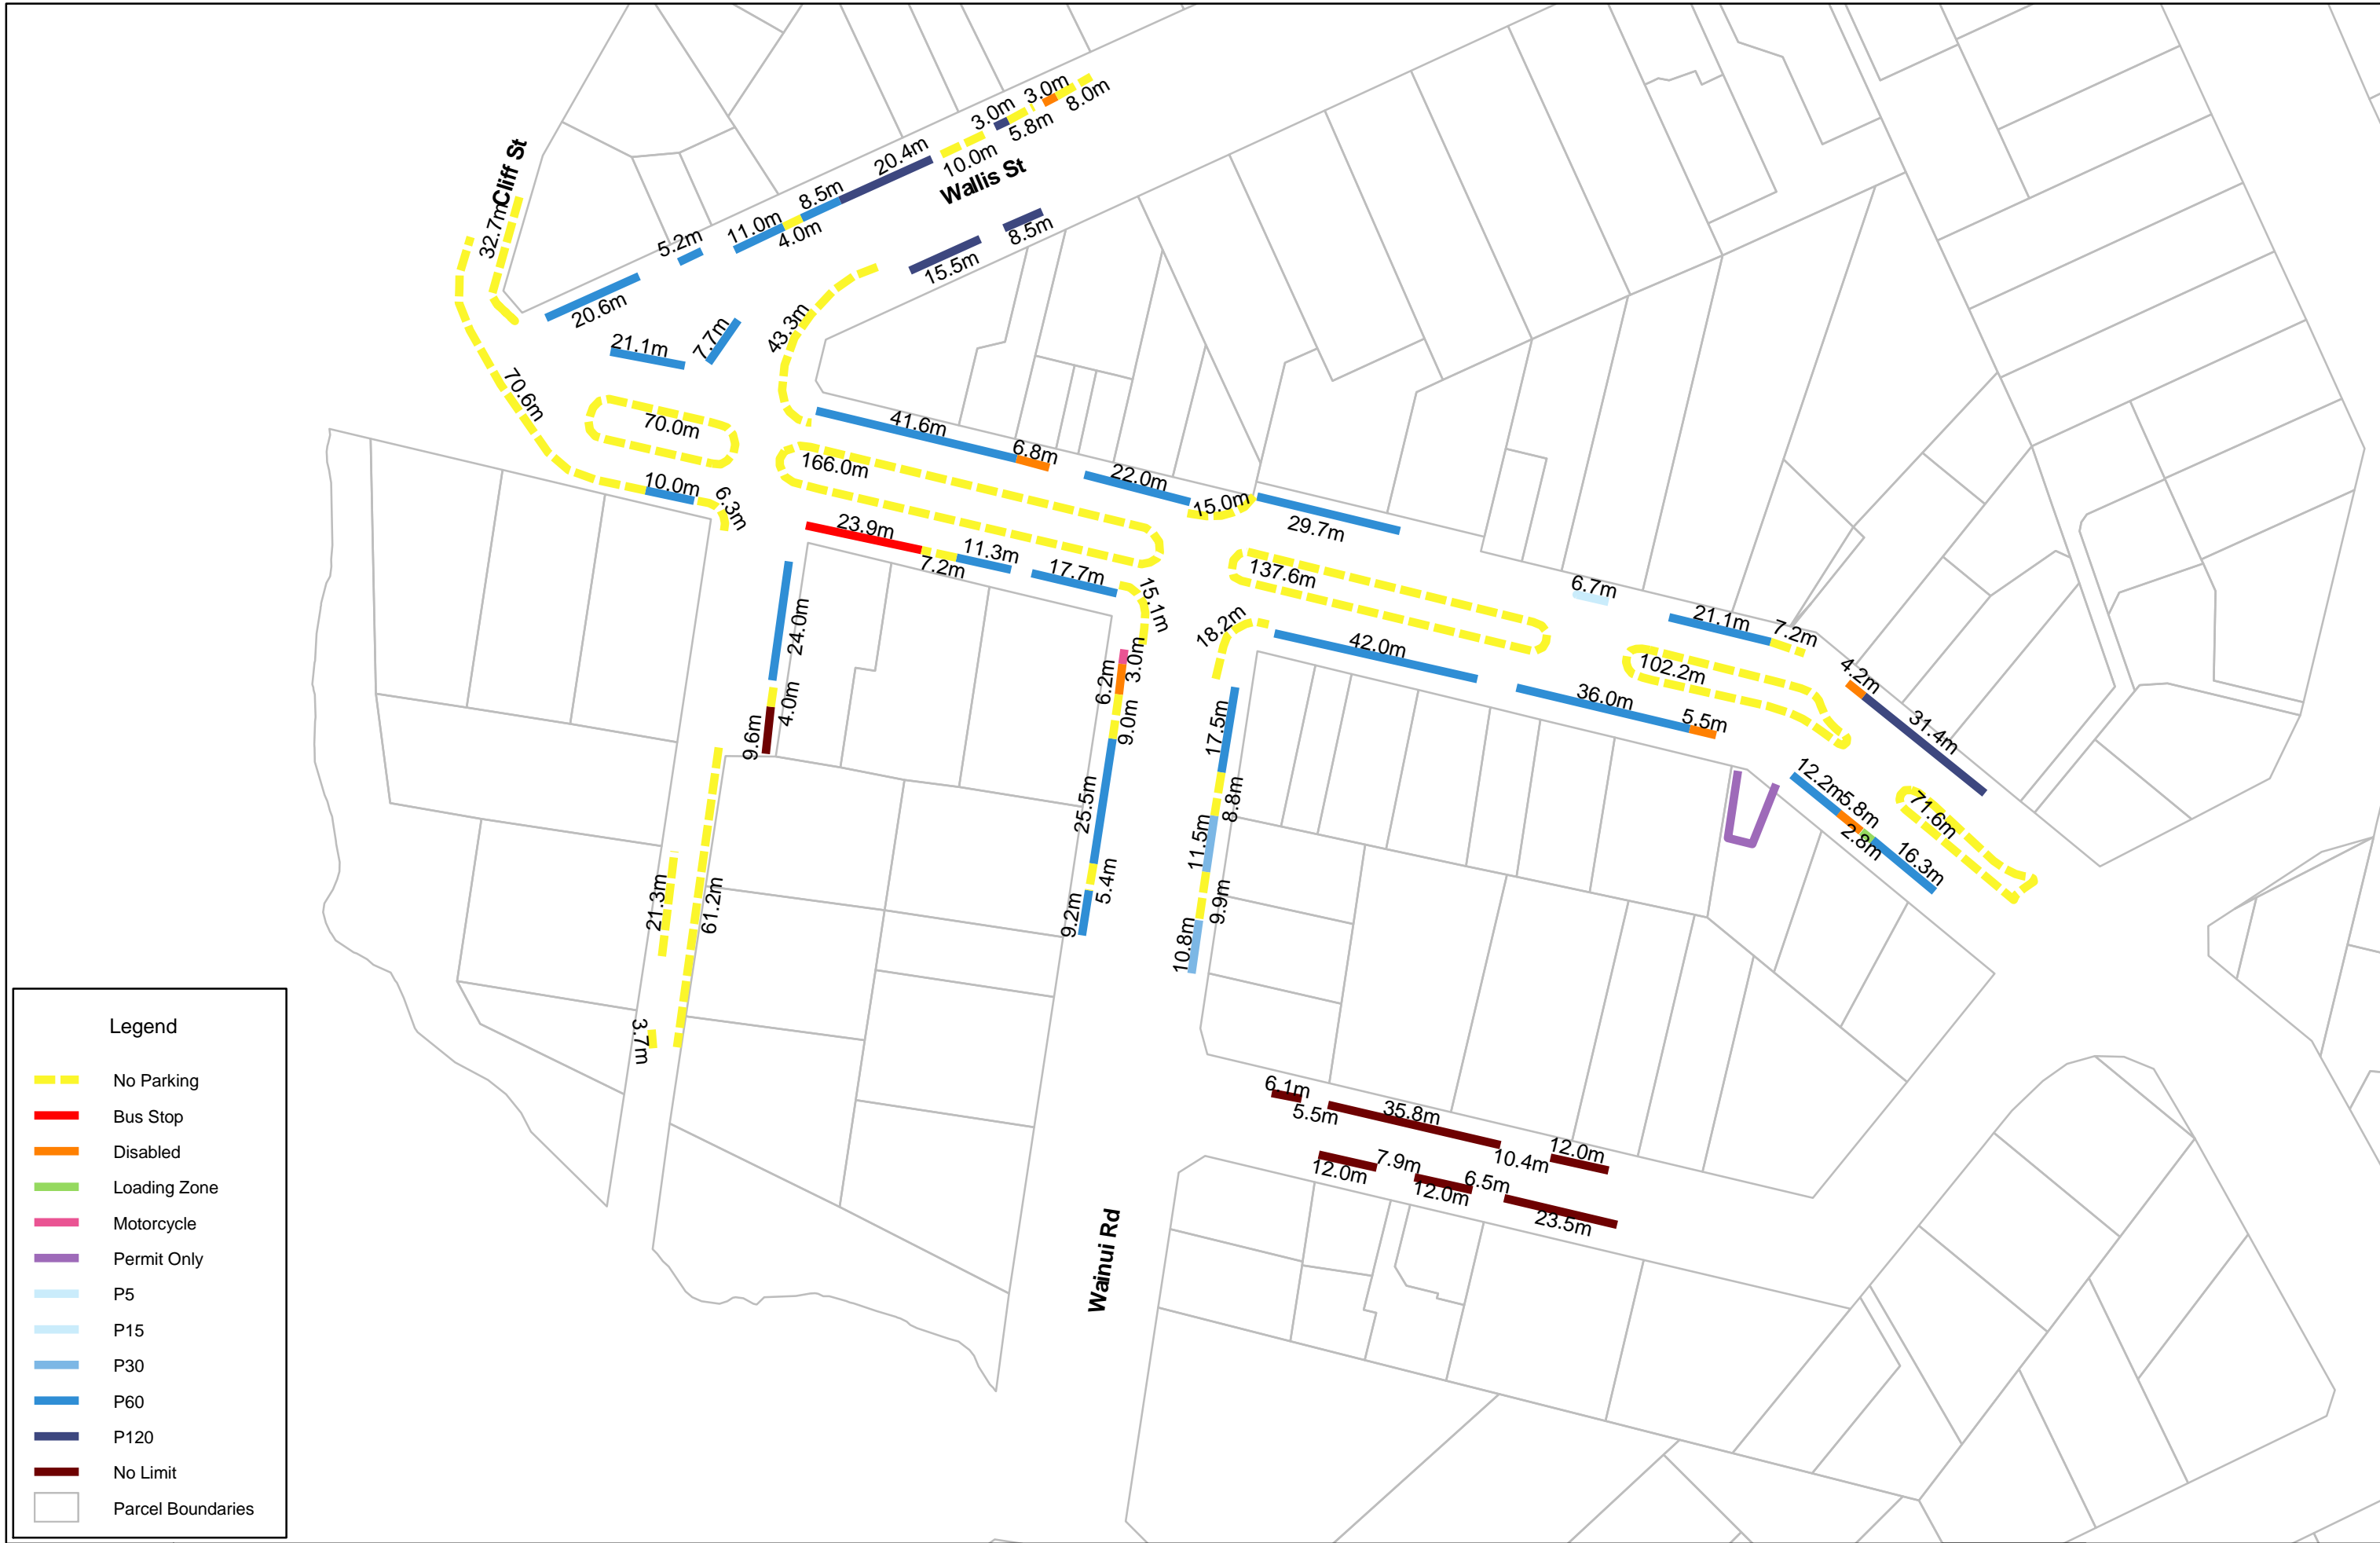 3.0m
3.0m
8.0m
5.8m
20.4m
10.0m
Wallis St
Cliff St
8.5m
11.0m
4.0m
32.7m
5.2m
8.5m
15.5m
20.6m
43.3m
21.1m
7.7m
70.6m
70.0m
41.6m
6.8m
166.0m
22.0m
10.0m
6.3m
15.0m
29.7m
23.9m
11.3m
7.2m
17.7m
15.1m
137.6m
6.7m
24.0m
18.2m
42.0m
21.1m
7.2m
3.0m
6.2m
102.2m
4.2m
4.0m
36.0m
5.5m
9.6m
9.0m
17.5m
31.4m
12.2m
8.8m
5.8m
71.6m
25.5m
11.5m
2.8m
16.3m
5.4m
21.3m
61.2m
9.2m
9.9m
10.8m
3.7m
6.1m
5.5m
35.8m
10.4m
12.0m
7.9m
12.0m
6.5m
12.0m
23.5m
Wainui Rd
Legend
No Parking
Bus Stop
Disabled
Loading Zone
Motorcycle
Permit Only
P5
P15
P30
P60
P120
No Limit
Parcel Boundaries